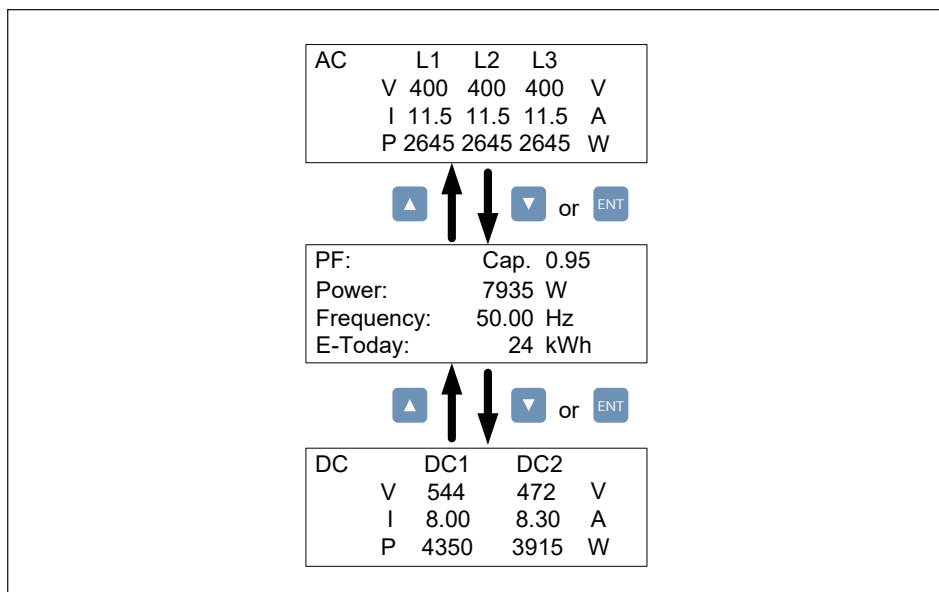 AC L1 L2 L3
V 400 400 400 V
I 11.5 11.5 11.5 A
P 2645 2645 2645 W
▲ ▼ or ENT
PF: Cap. 0.95
Power: 7935 W
Frequency: 50.00 Hz
E-Today: 24 kWh
▲ ▼ or ENT
DC DC1 DC2
V 544 472 V
I 8.00 8.30 A
P 4350 3915 W